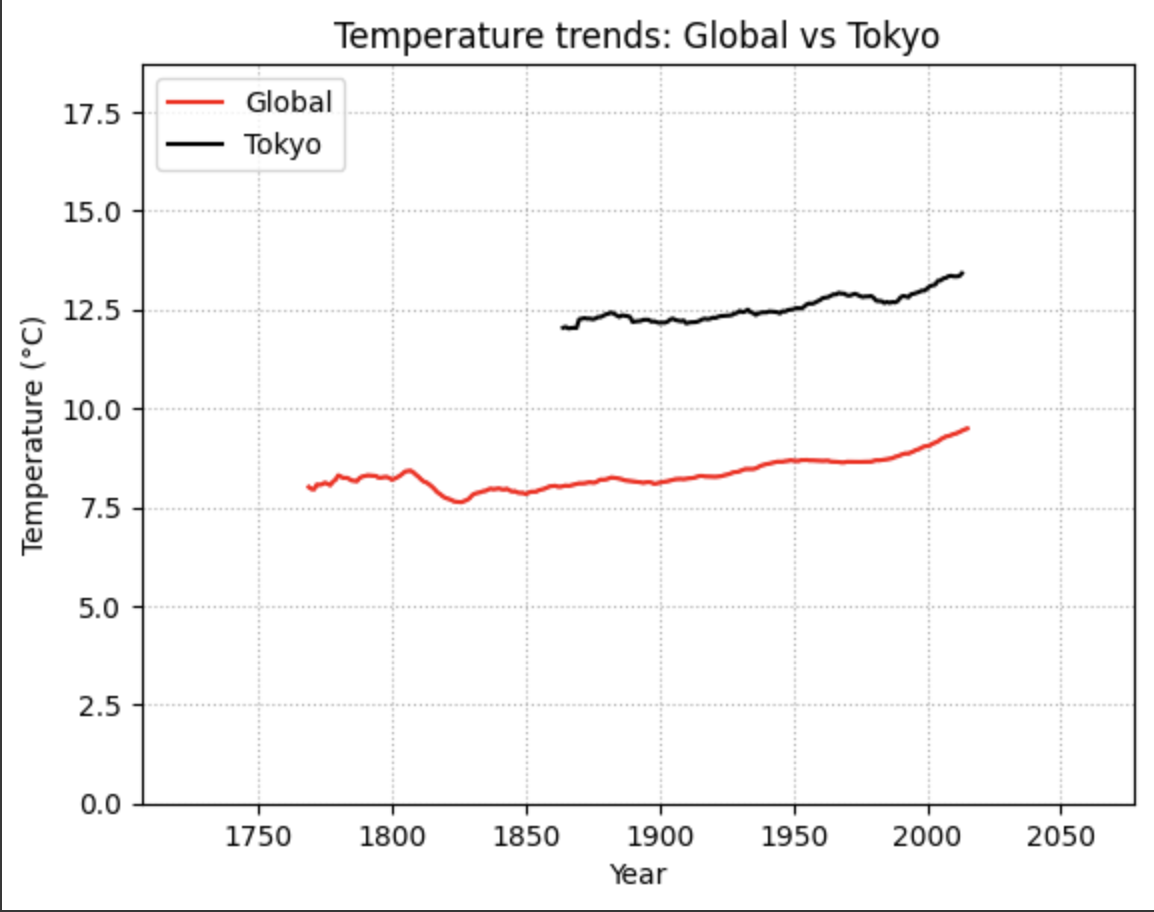 Temperature trends: Global vs Tokyo
Global
Tokyo
17.5
15.0
12.5
10.0
7.5
5.0
2.5
0.0
Temperature (°C)
1750 1800 1850 1900 1950 2000 2050
Year